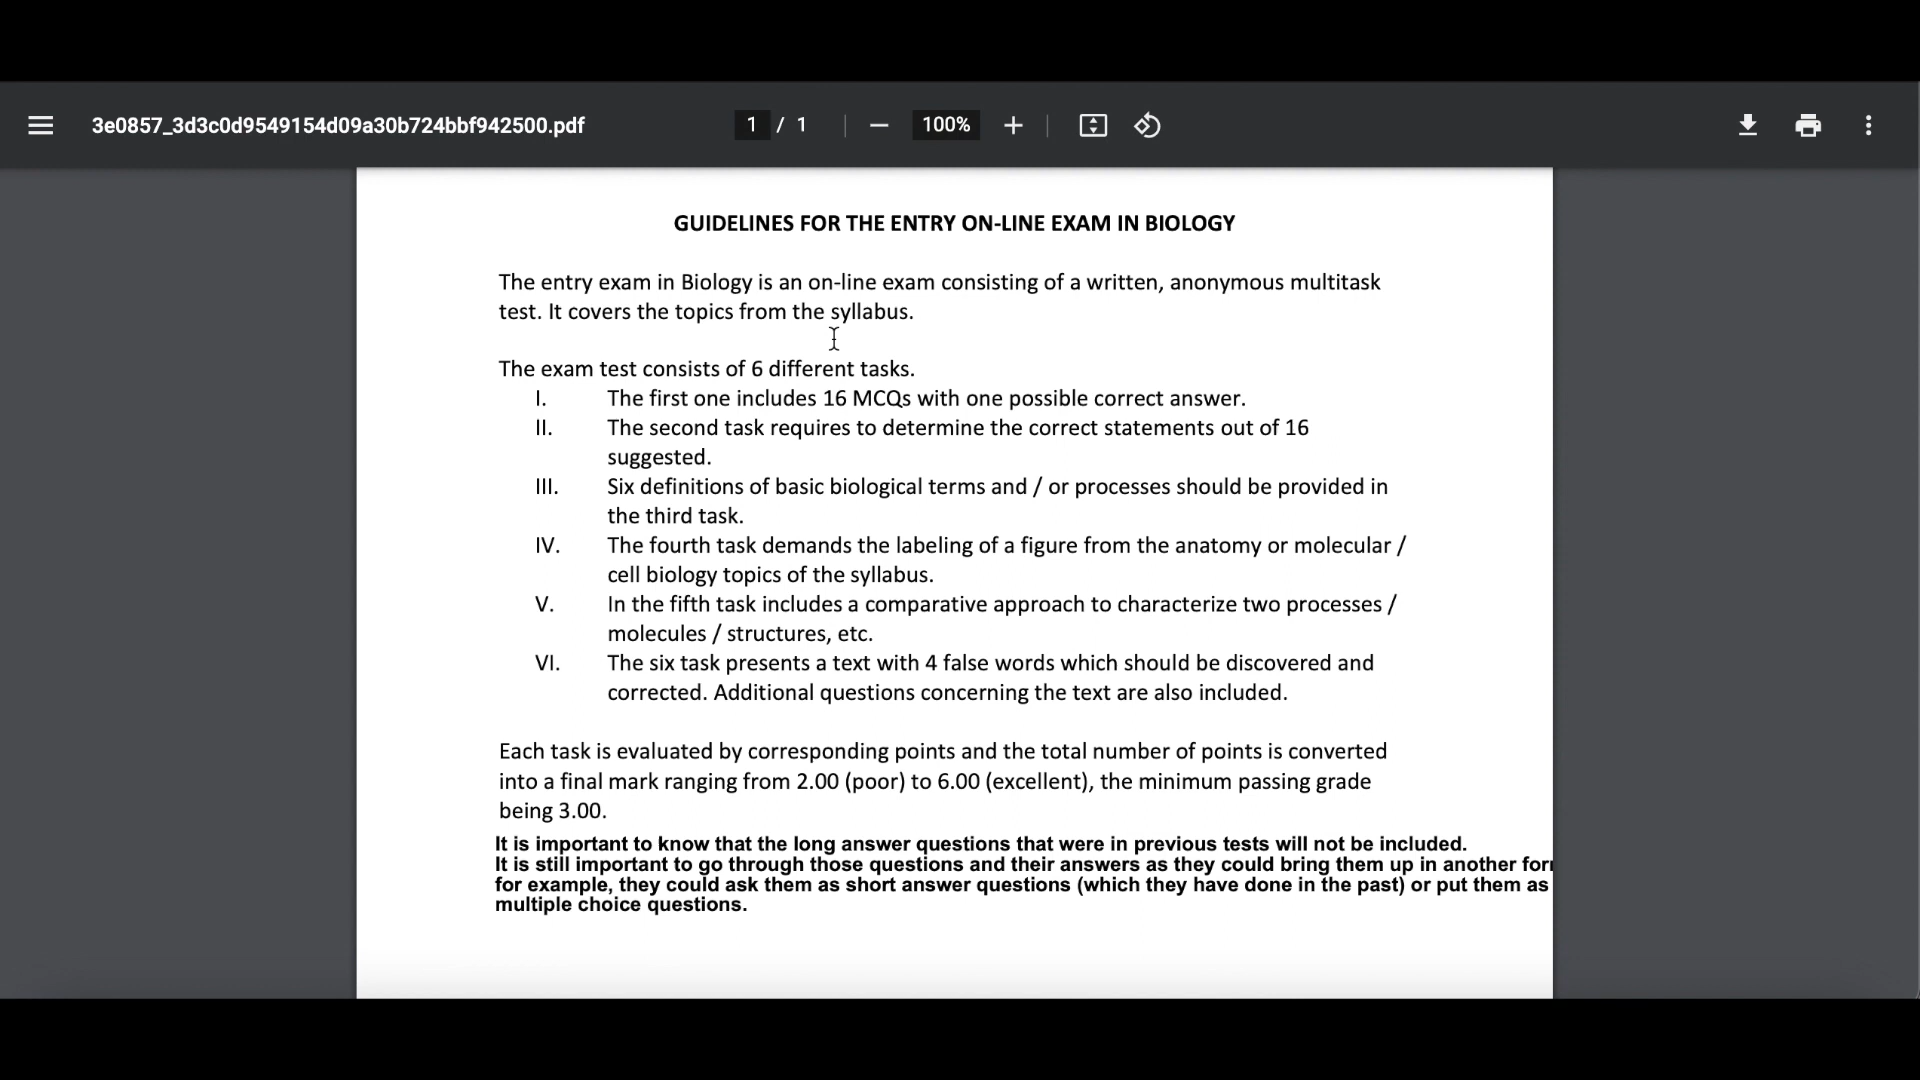 3e0857_3d3c0d9549154d09a30b724bbf942500.pdf
1 / 1
100%
GUIDELINES FOR THE ENTRY ON-LINE EXAM IN BIOLOGY
The entry exam in Biology is an on-line exam consisting of a written, anonymous multitask
test. It covers the topics from the syllabus.
The exam test consists of 6 different tasks.
I. The first one includes 16 MCQs with one possible correct answer.
II. The second task requires to determine the correct statements out of 16
suggested.
III. Six definitions of basic biological terms and / or processes should be provided in
the third task.
IV. The fourth task demands the labeling of a figure from the anatomy or molecular /
cell biology topics of the syllabus.
V. In the fifth task includes a comparative approach to characterize two processes /
molecules / structures, etc.
VI. The six task presents a text with 4 false words which should be discovered and
corrected. Additional questions concerning the text are also included.
Each task is evaluated by corresponding points and the total number of points is converted
into a final mark ranging from 2.00 (poor) to 6.00 (excellent), the minimum passing grade
being 3.00.
It is important to know that the long answer questions that were in previous tests will not be included.
It is still important to go through those questions and their answers as they could bring them up in another
for example, they could ask them as short answer questions (which they have done in the past) or put them as
multiple choice questions.